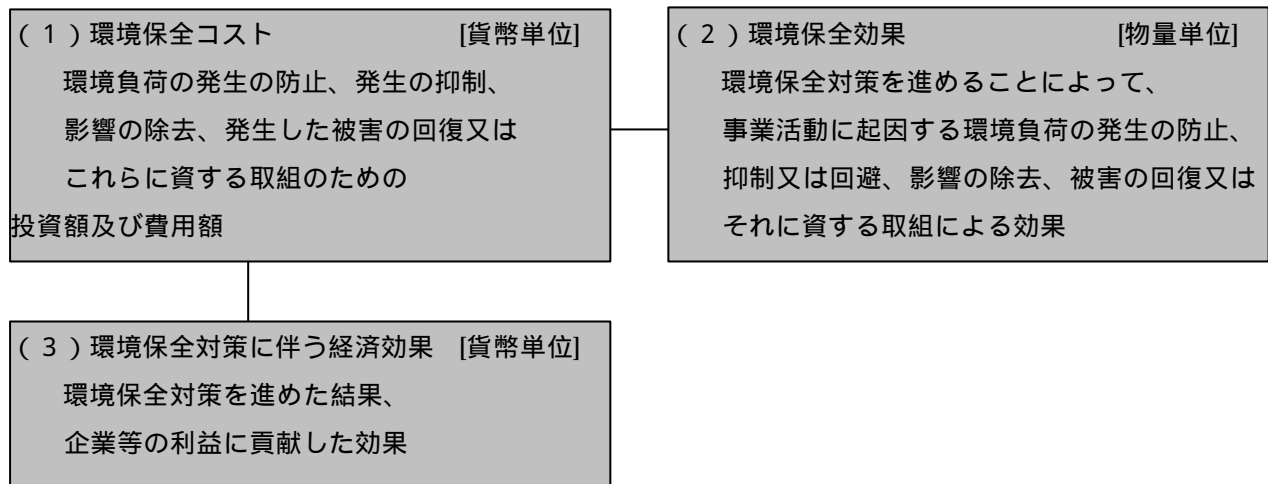 (1)環境保全コスト [貨幣単位]
環境負荷の発生の防止、発生の抑制、
影響の除去、発生した被害の回復又は
これらに資する取組のための
投資額及び費用額
(2)環境保全効果 [物量単位]
環境保全対策を進めることによって、
事業活動に起因する環境負荷の発生の防止、
抑制又は回避、影響の除去、被害の回復又は
それに資する取組による効果
(3)環境保全対策に伴う経済効果 [貨幣単位]
環境保全対策を進めた結果、
企業等の利益に貢献した効果